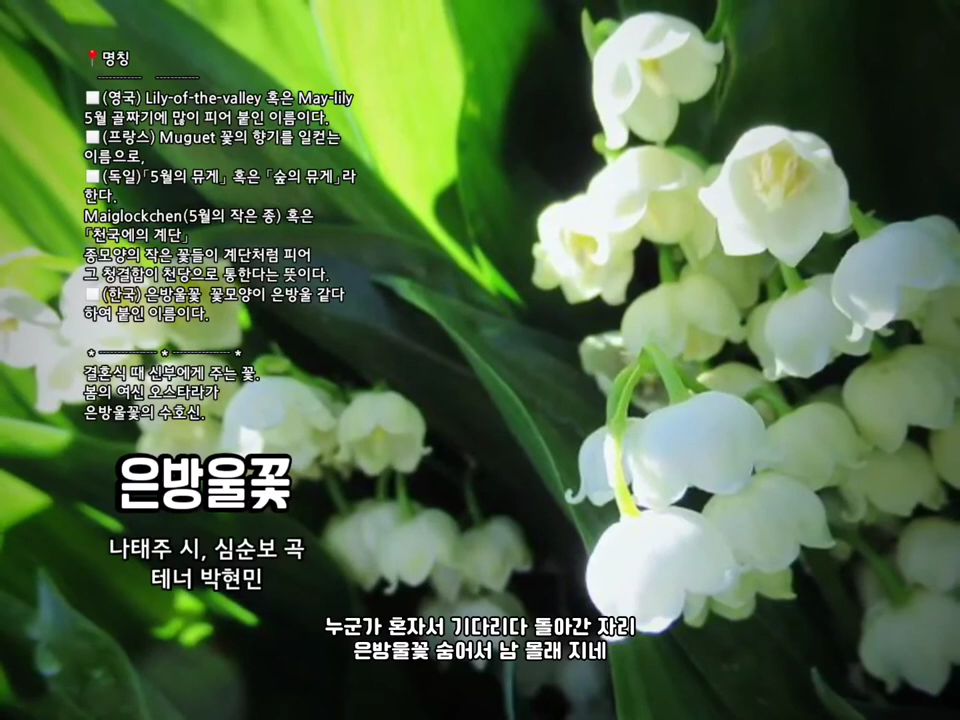 📍명칭
------------ ------------
◻️(영국) Lily-of-the-valley 혹은 May-lily
5월 골짜기에 많이 피어 붙인 이름이다.
◻️(프랑스) Muguet 꽃의 향기를 일컫는
이름으로,
◻️(독일)「5월의 뮤게」 혹은 「숲의 뮤게」라
한다.
Maiglockchen(5월의 작은 종) 혹은
「천국에의 계단」
종모양의 작은 꽃들이 계단처럼 피어
그 청결함이 천당으로 통한다는 뜻이다.
◻️(한국) 은방울꽃 꽃모양이 은방울 같다
하여 붙인 이름이다.
*----------------*----------------*
결혼식 때 신부에게 주는 꽃.
봄의 여신 오스타라가
은방울꽃의 수호신.
은방울꽃
나태주 시, 심순보 곡
테너 박현민
누군가 혼자서 기다리다 돌아간 자리
은방울꽃 숨어서 남 몰래 지네